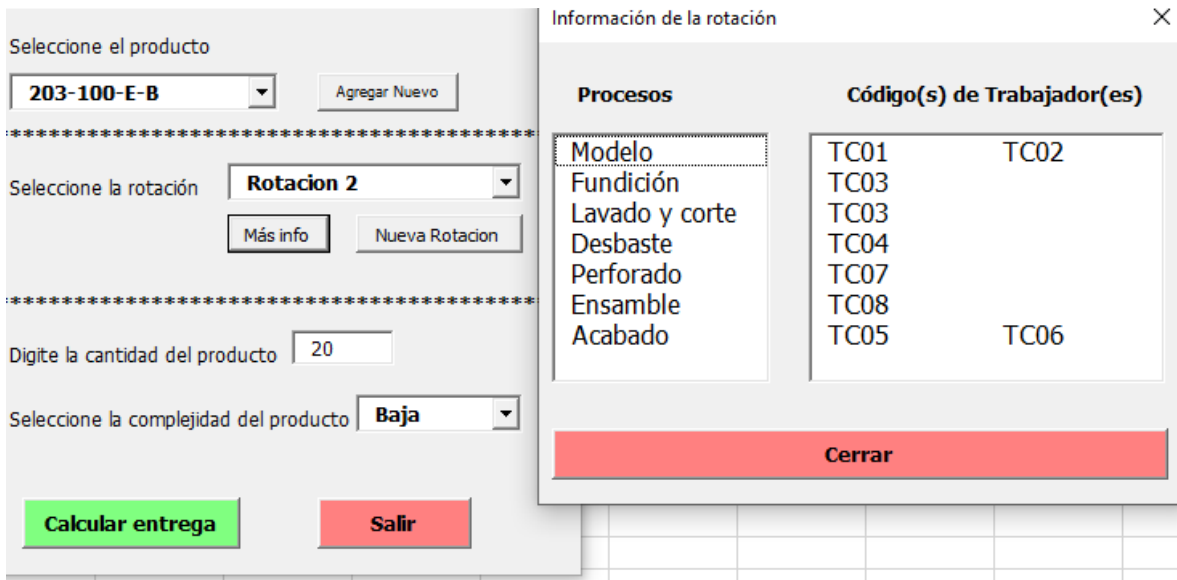 Seleccione el producto
203-100-E-B
Agregar Nuevo
*******************************************
Seleccione la rotación
Rotacion 2
Más info
Nueva Rotacion
*******************************************
Digite la cantidad del producto
20
Seleccione la complejidad del producto
Baja
Calcular entrega
Salir
Información de la rotación
Procesos
Código(s) de Trabajador(es)
Modelo
TC01 TC02
Fundición
TC03
Lavado y corte
TC03
Desbaste
TC04
Perforado
TC07
Ensamble
TC08
Acabado
TC05 TC06
Cerrar